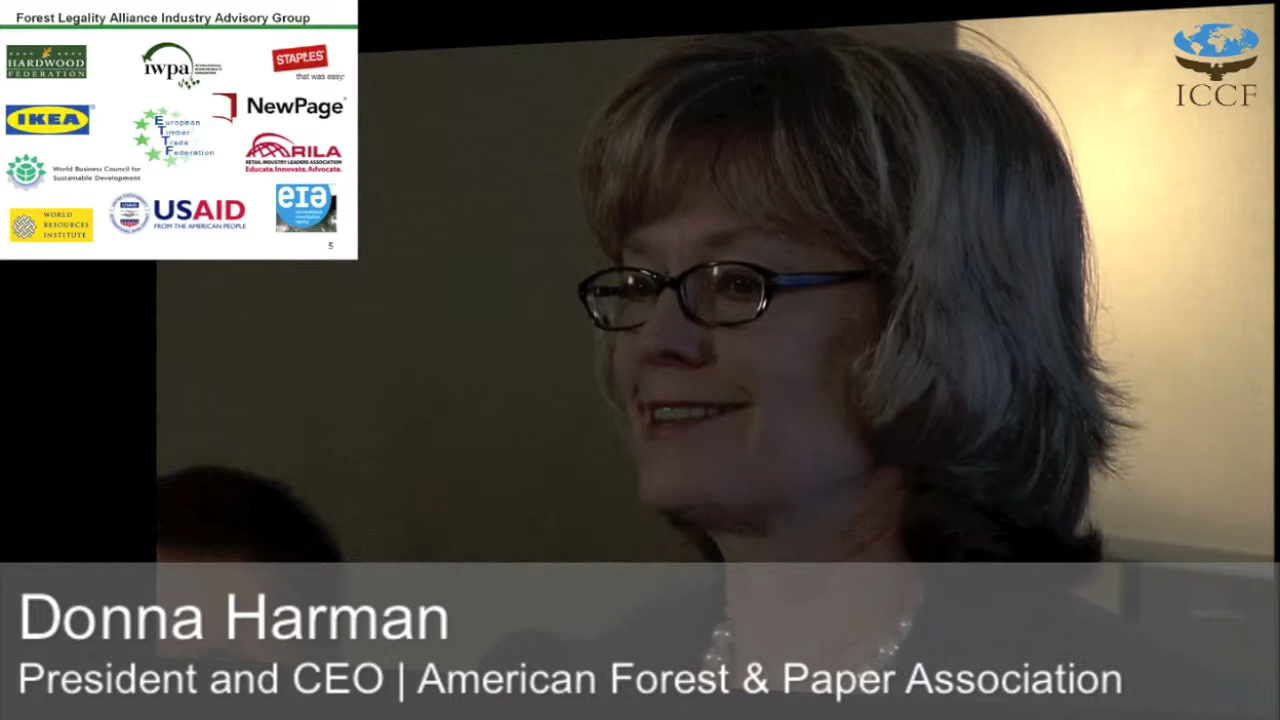 Forest Legality Alliance Industry Advisory Group
HARDWOOD
FEDERATION
iwpa
STAPLES
that was easy.
IKEA
NewPage
European
Timber
Trade
Federation
RILA
RETAIL INDUSTRY LEADERS ASSOCIATION
Educate.Innovate.Advocate.
World Business Council for
Sustainable Development
WORLD
RESOURCES
INSTITUTE
USAID
USAID
FROM THE AMERICAN PEOPLE
eia
5
ICCF
Donna Harman
President and CEO | American Forest & Paper Association